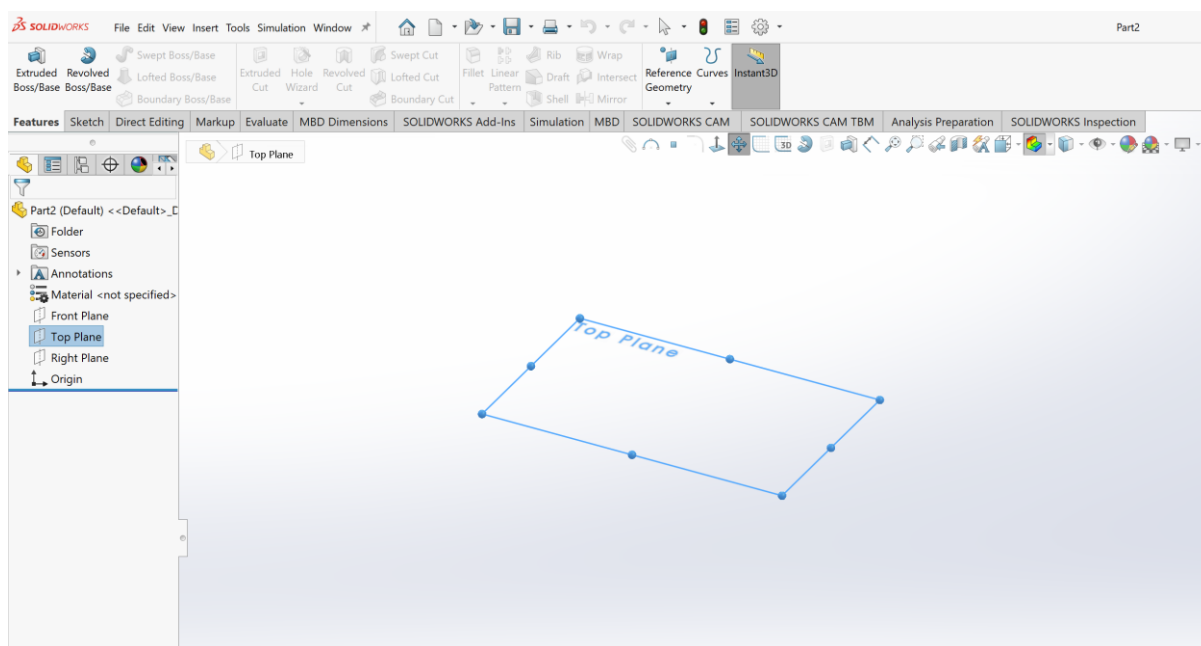 3S SOLIDWORKS File Edit View Insert Tools Simulation Window Part2
Extruded Boss/Base
Revolved Boss/Base
Swept Boss/Base
Lofted Boss/Base
Boundary Boss/Base
Extruded Cut
Hole Wizard
Revolved Cut
Swept Cut
Lofted Cut
Boundary Cut
Fillet
Linear Pattern
Rib
Draft
Shell
Wrap
Intersect
Mirror
Reference Geometry
Curves
Instant3D
Features Sketch Direct Editing Markup Evaluate MBD Dimensions SOLIDWORKS Add-Ins Simulation MBD SOLIDWORKS CAM SOLIDWORKS CAM TBM Analysis Preparation SOLIDWORKS Inspection
Top Plane
3D
Part2 (Default) <<Default>_D
Folder
Sensors
Annotations
Material <not specified>
Front Plane
Top Plane
Right Plane
Origin
Top Plane